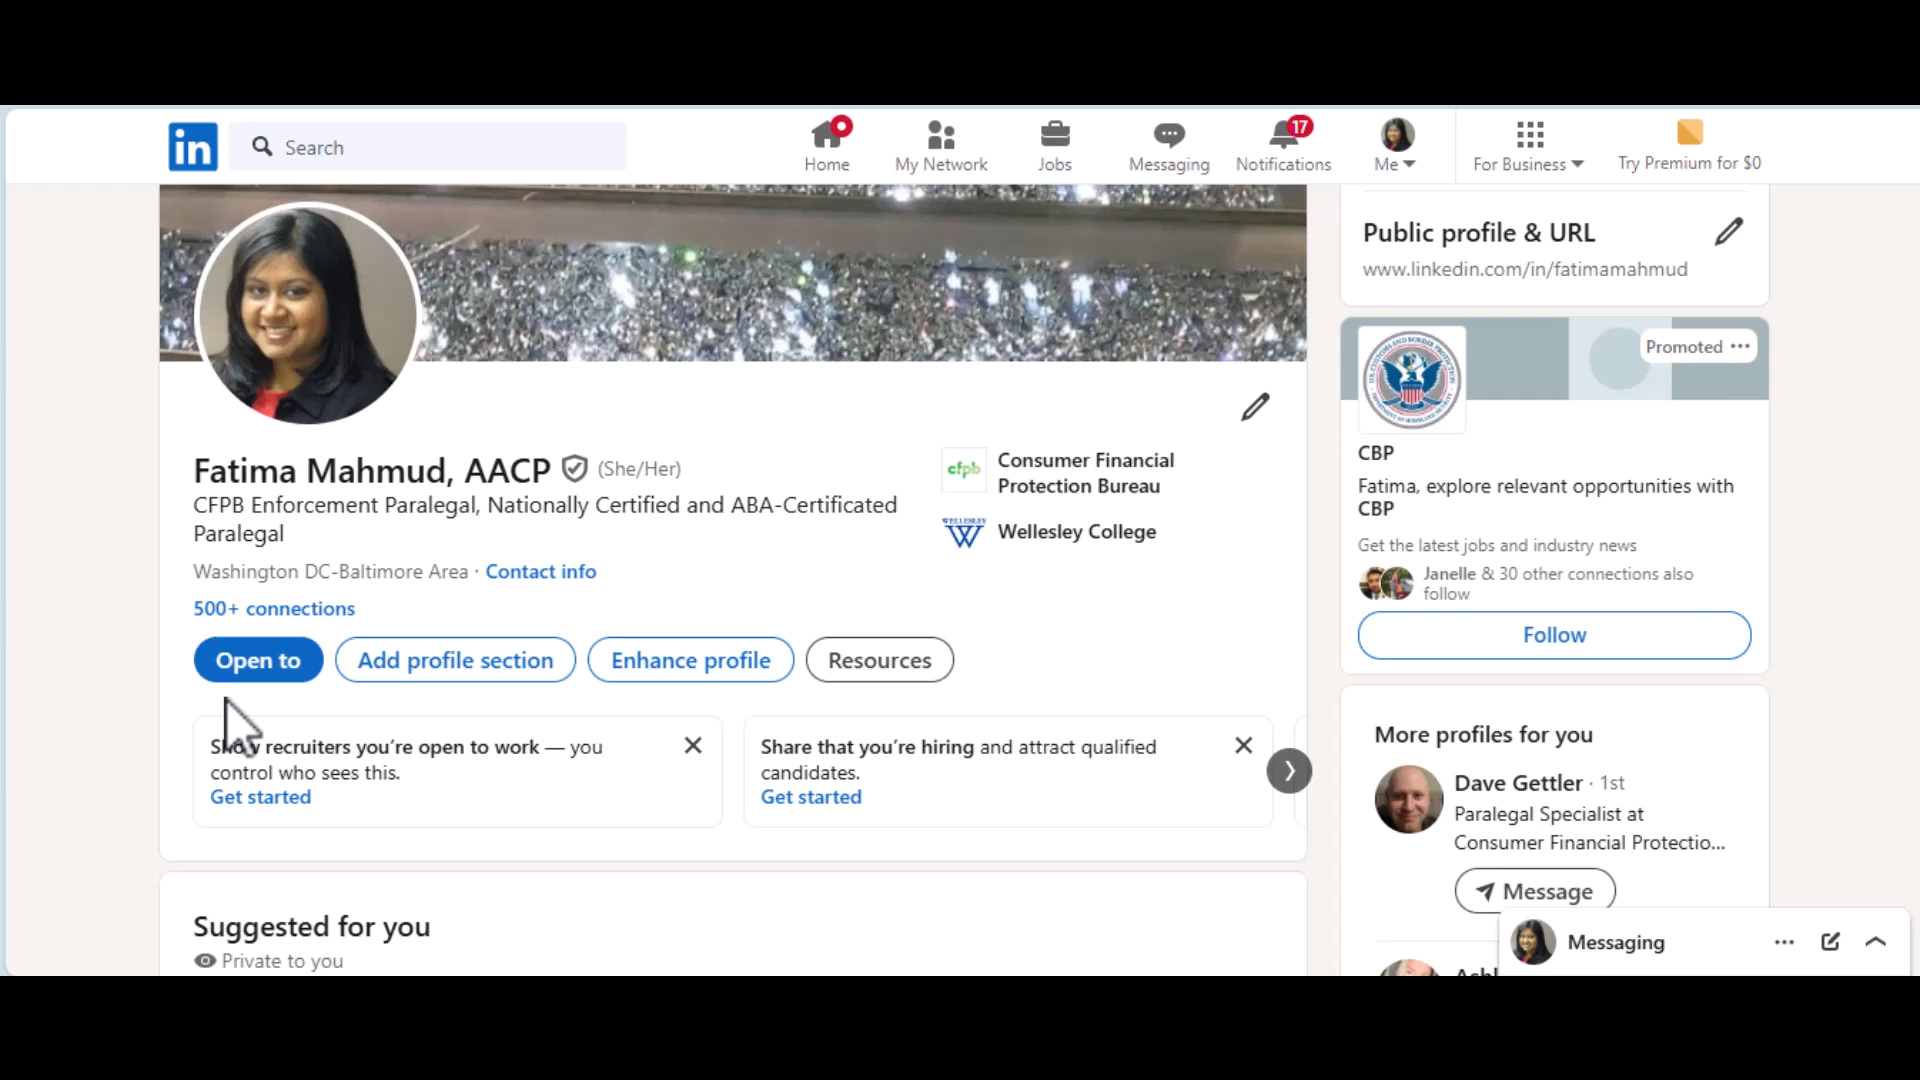 in
Search
Home
My Network
Jobs
Messaging
17
Notifications
Me
For Business
Try Premium for $0
Fatima Mahmud, AACP (She/Her)
CFPB Enforcement Paralegal, Nationally Certified and ABA-Certificated
Paralegal
Washington DC-Baltimore Area · Contact info
500+ connections
cfpb
Consumer Financial
Protection Bureau
WELLESLEY
W
Wellesley College
Open to
Add profile section
Enhance profile
Resources
Show recruiters you're open to work — you
control who sees this.
Get started
Share that you're hiring and attract qualified
candidates.
Get started
Suggested for you
Private to you
Public profile & URL
www.linkedin.com/in/fatimamahmud
Promoted
CBP
Fatima, explore relevant opportunities with
CBP
Get the latest jobs and industry news
Janelle & 30 other connections also
follow
Follow
More profiles for you
Dave Gettler · 1st
Paralegal Specialist at
Consumer Financial Protectio...
Message
Messaging